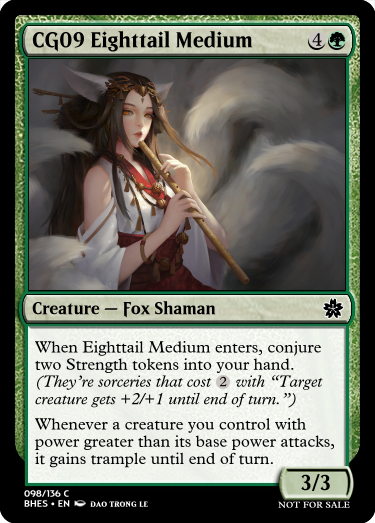 CG09 Eighttail Medium 4
Creature — Fox Shaman
When Eighttail Medium enters, conjure
two Strength tokens into your hand.
(They're sorceries that cost 2 with “Target
creature gets +2/+1 until end of turn.”)
Whenever a creature you control with
power greater than its base power attacks,
it gains trample until end of turn.
3/3
098/136 C
BHES • EN DAO TRONG LE
NOT FOR SALE